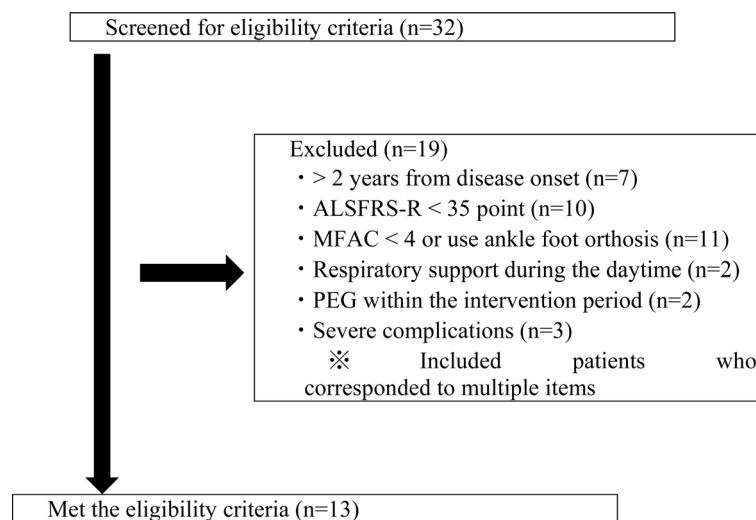 Screened for eligibility criteria (n=32)
Excluded (n=19)
・> 2 years from disease onset (n=7)
・ALSFRS-R < 35 point (n=10)
・MFAC < 4 or use ankle foot orthosis (n=11)
・Respiratory support during the daytime (n=2)
・PEG within the intervention period (n=2)
・Severe complications (n=3)
※ Included patients who
corresponded to multiple items
Met the eligibility criteria (n=13)